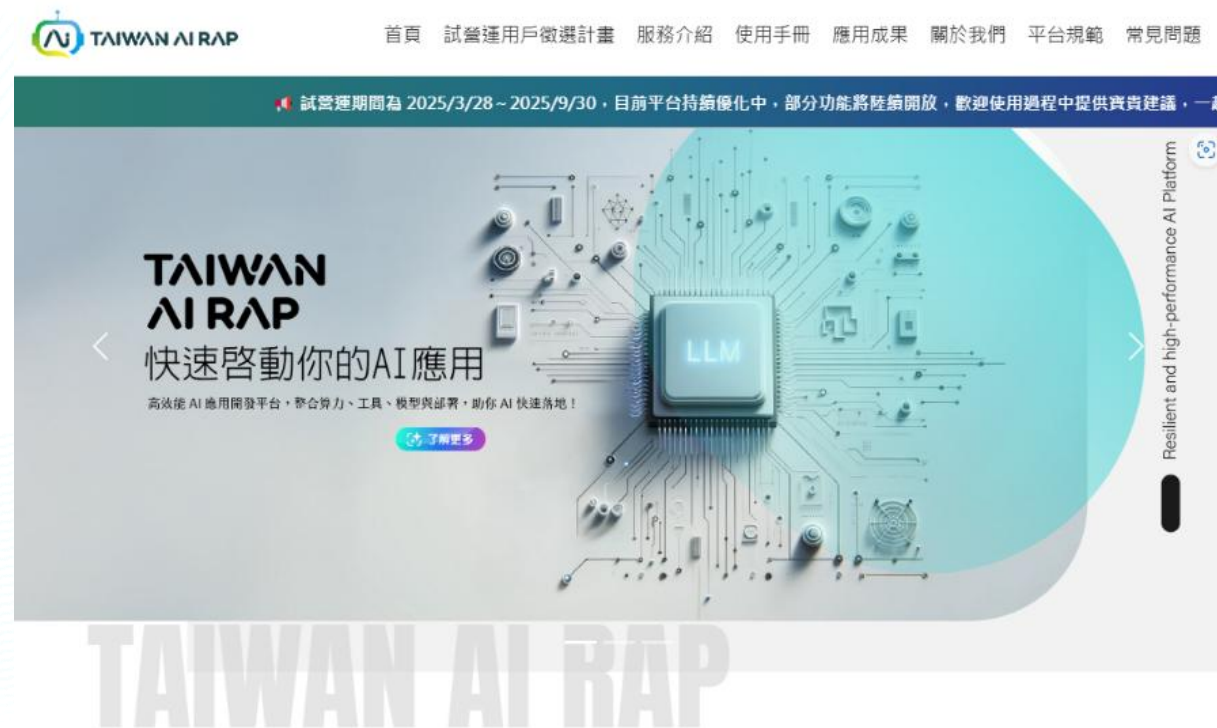 TAIWAN AI RAP
首頁 試營運用戶徵選計畫 服務介紹 使用手冊 應用成果 關於我們 平台規範 常見問題
試營運期間為 2025/3/28 ~ 2025/9/30，目前平台持續優化中，部分功能將陸續開放，歡迎使用過程中提供寶貴建議，一
TAIWAN
AI RAP
快速啓動你的AI應用
高效能 AI 應用開發平台，整合算力、工具、模型與部署，助你 AI 快速落地！
了解更多
LLM
Resilient and high-performance AI Platform
TAIWAN AI RAP